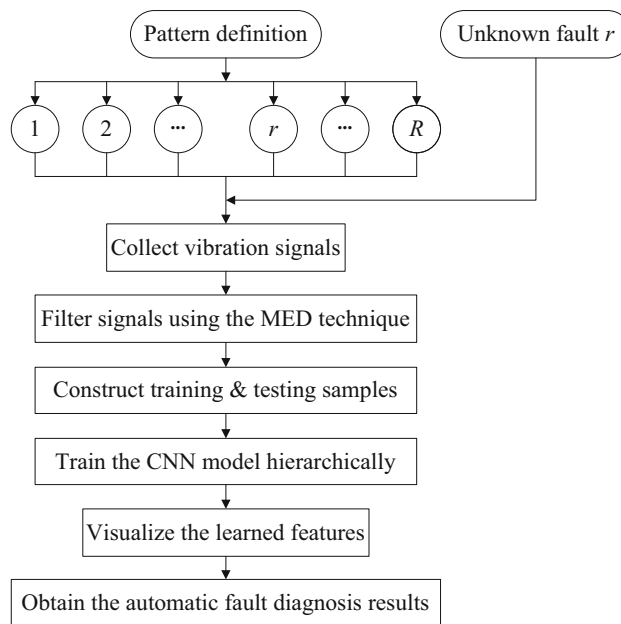 Pattern definition
Unknown fault r
1
2
...
r
...
R
Collect vibration signals
Filter signals using the MED technique
Construct training & testing samples
Train the CNN model hierarchically
Visualize the learned features
Obtain the automatic fault diagnosis results